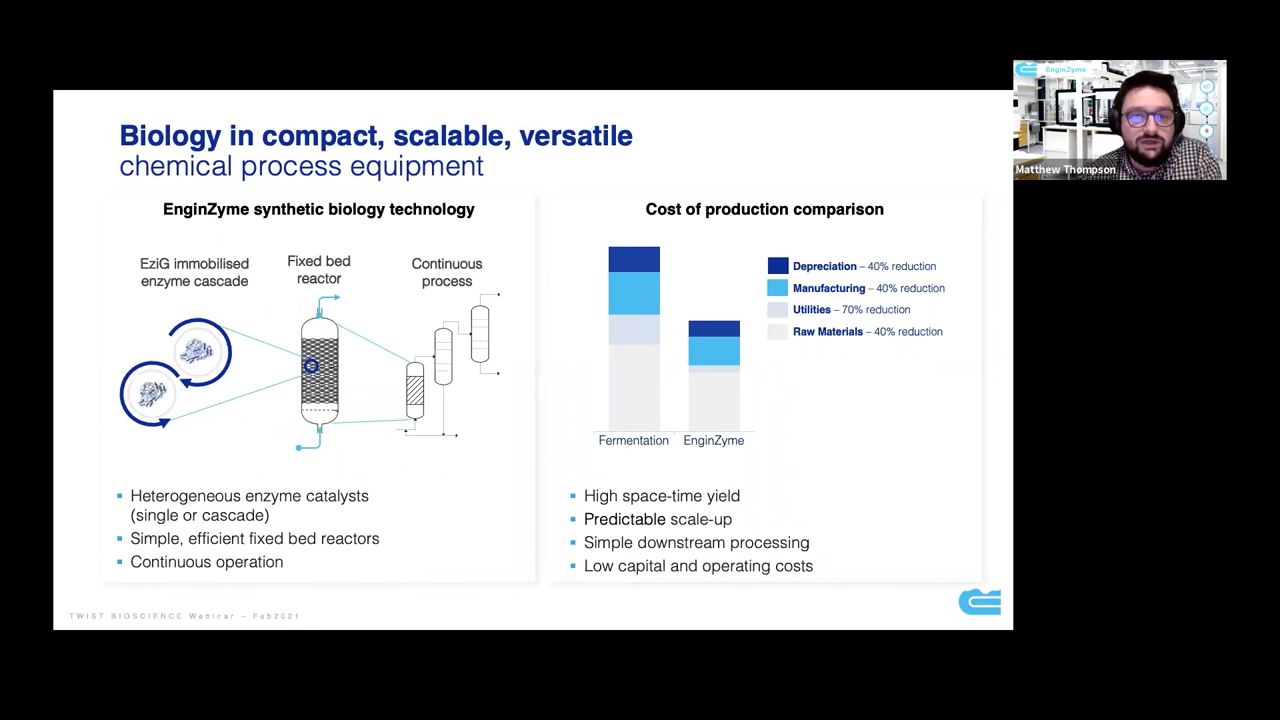 EnginZyme
Matthew Thompson
Biology in compact, scalable, versatile
chemical process equipment
EnginZyme synthetic biology technology
EziG immobilised
enzyme cascade
Fixed bed
reactor
Continuous
process
▪ Heterogeneous enzyme catalysts
(single or cascade)
▪ Simple, efficient fixed bed reactors
▪ Continuous operation
Cost of production comparison
Depreciation – 40% reduction
Manufacturing – 40% reduction
Utilities – 70% reduction
Raw Materials – 40% reduction
Fermentation
EnginZyme
▪ High space-time yield
▪ Predictable scale-up
▪ Simple downstream processing
▪ Low capital and operating costs
TWIST BIOSCIENCE Webinar – Feb2021